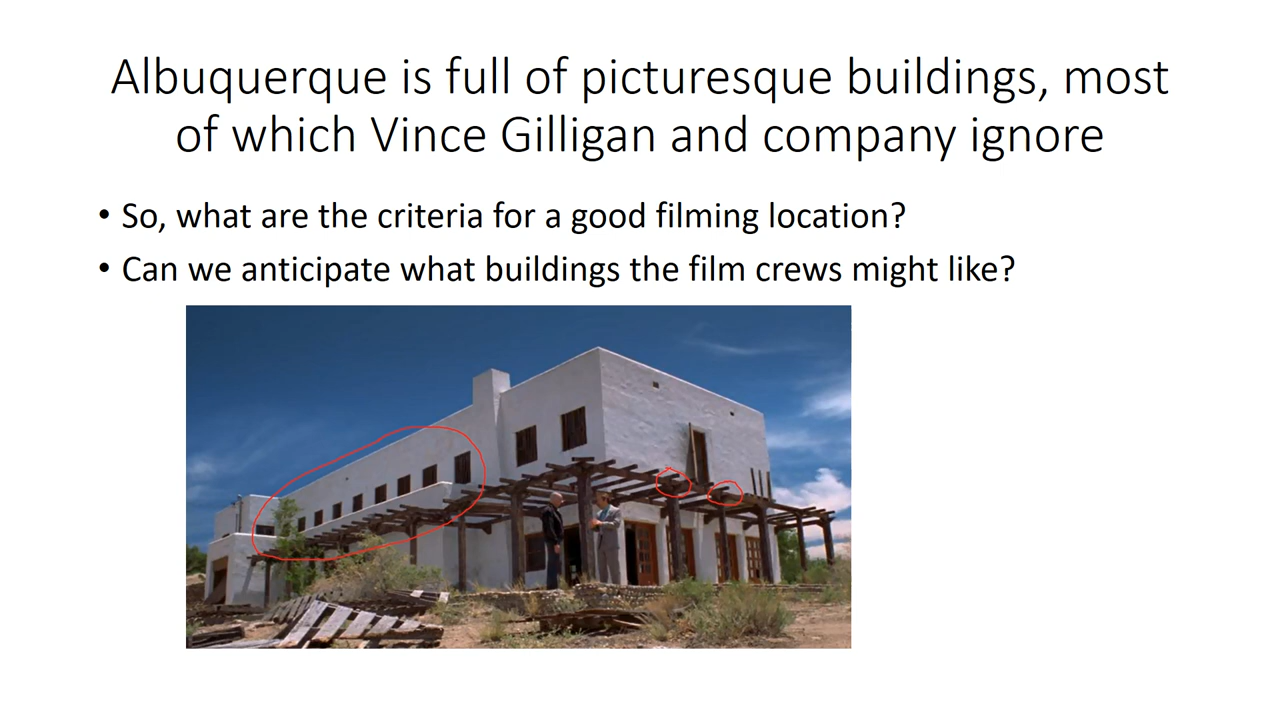 Albuquerque is full of picturesque buildings, most
of which Vince Gilligan and company ignore
• So, what are the criteria for a good filming location?
• Can we anticipate what buildings the film crews might like?